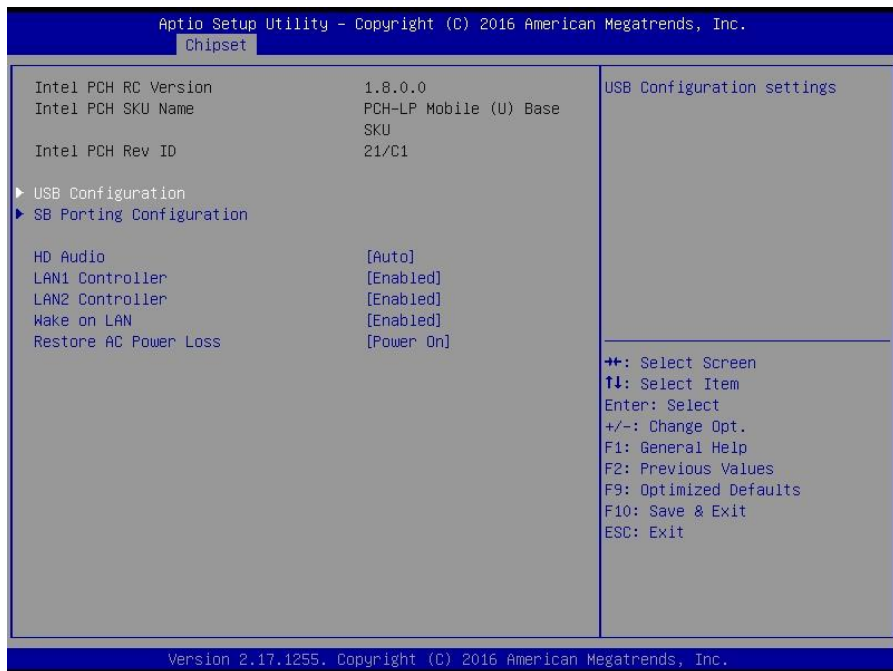 Aptio Setup Utility – Copyright (C) 2016 American Megatrends, Inc.
Chipset
Intel PCH RC Version 1.8.0.0
Intel PCH SKU Name PCH-LP Mobile (U) Base
SKU
Intel PCH Rev ID 21/C1
USB Configuration
SB Porting Configuration
HD Audio [Auto]
LAN1 Controller [Enabled]
LAN2 Controller [Enabled]
Wake on LAN [Enabled]
Restore AC Power Loss [Power On]
USB Configuration settings
→←: Select Screen
↑↓: Select Item
Enter: Select
+/-: Change Opt.
F1: General Help
F2: Previous Values
F9: Optimized Defaults
F10: Save & Exit
ESC: Exit
Version 2.17.1255. Copyright (C) 2016 American Megatrends, Inc.